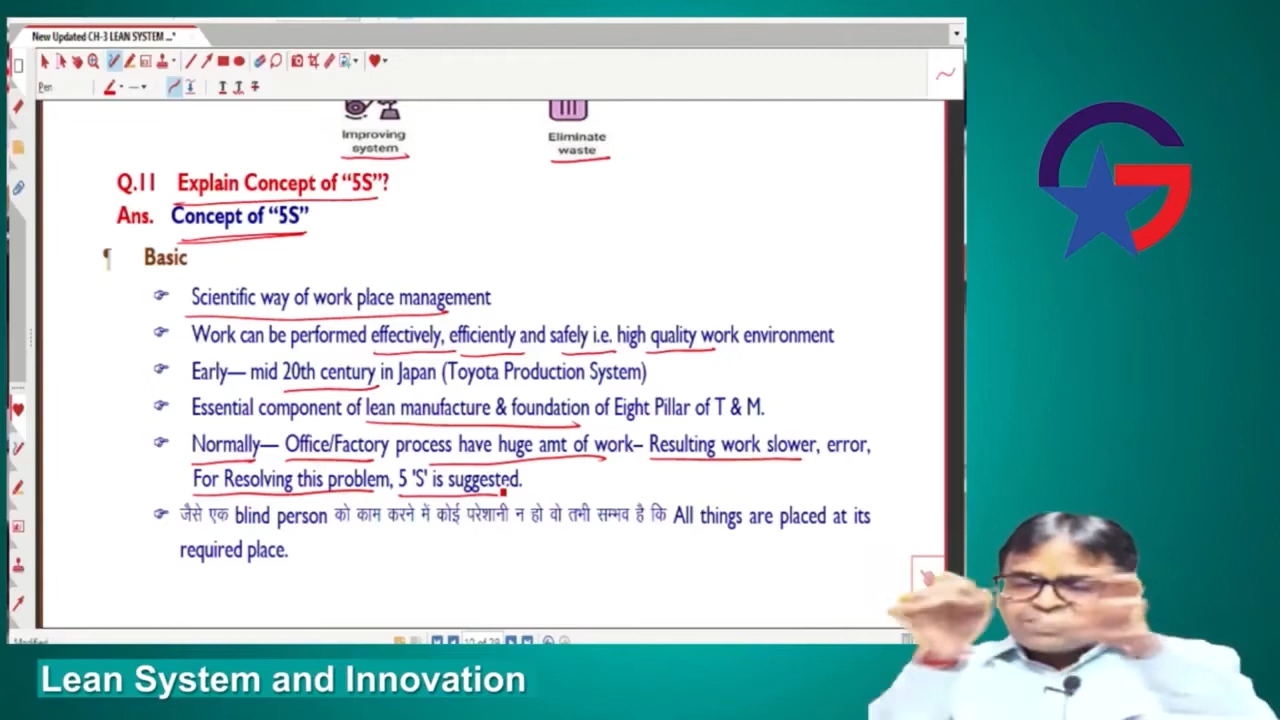 New Updated CH-3 LEAN SYSTEM ...*
Pen
Improving
system
Eliminate
waste
Q.11 Explain Concept of “5S”?
Ans. Concept of “5S”
¶ Basic
☞ Scientific way of work place management
☞ Work can be performed effectively, efficiently and safely i.e. high quality work environment
☞ Early— mid 20th century in Japan (Toyota Production System)
☞ Essential component of lean manufacture & foundation of Eight Pillar of T & M.
☞ Normally— Office/Factory process have huge amt of work– Resulting work slower, error,
For Resolving this problem, 5 'S' is suggested.
☞ जैसे एक blind person को काम करने में कोई परेशानी न हो वो तभी सम्भव है कि All things are placed at its
required place.
Lean System and Innovation